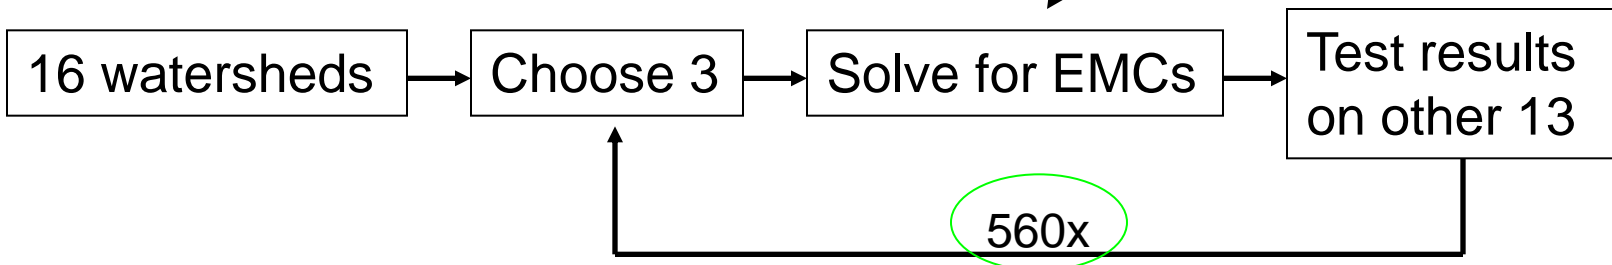 16 watersheds
Choose 3
Solve for EMCs
Test results
on other 13
560x